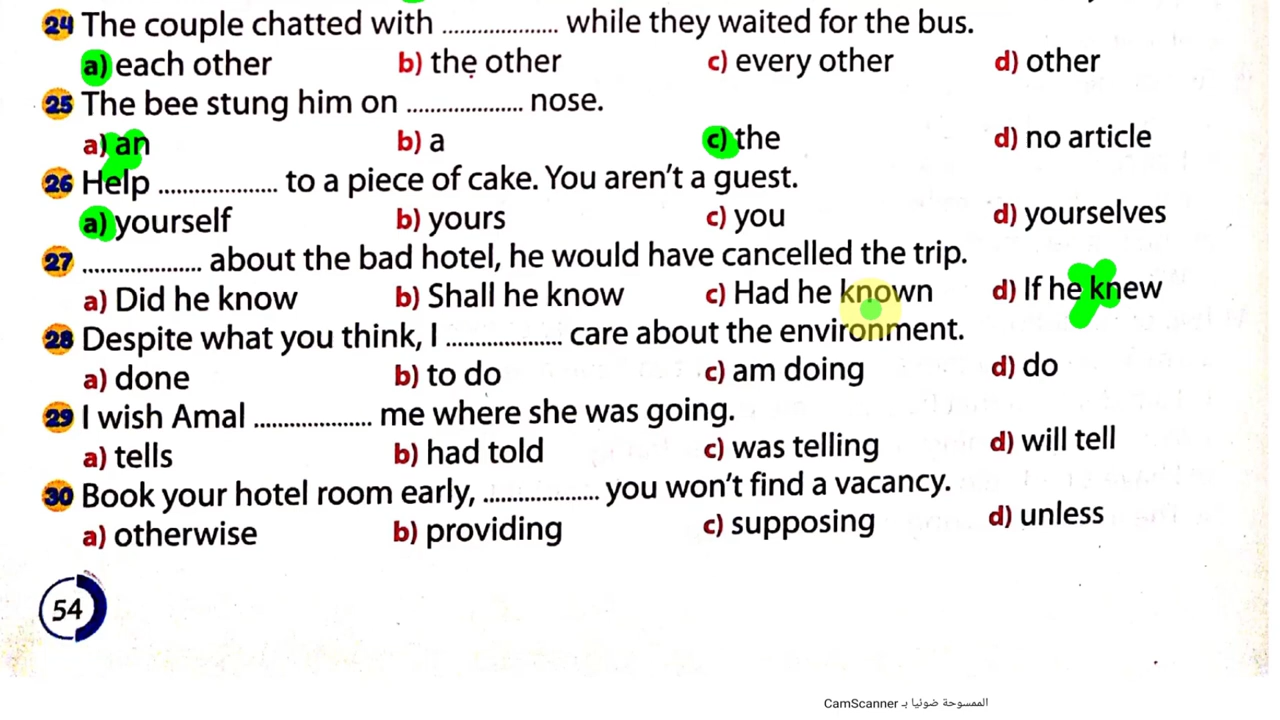 24 The couple chatted with .................... while they waited for the bus.
a) each other b) the other c) every other d) other
25 The bee stung him on .................... nose.
a) an b) a c) the d) no article
26 Help .................... to a piece of cake. You aren't a guest.
a) yourself b) yours c) you d) yourselves
27 .................... about the bad hotel, he would have cancelled the trip.
a) Did he know b) Shall he know c) Had he known d) If he knew
28 Despite what you think, I .................... care about the environment.
a) done b) to do c) am doing d) do
29 I wish Amal .................... me where she was going.
a) tells b) had told c) was telling d) will tell
30 Book your hotel room early, .................... you won't find a vacancy.
a) otherwise b) providing c) supposing d) unless
54
الممسوحة ضوئيا بـ CamScanner